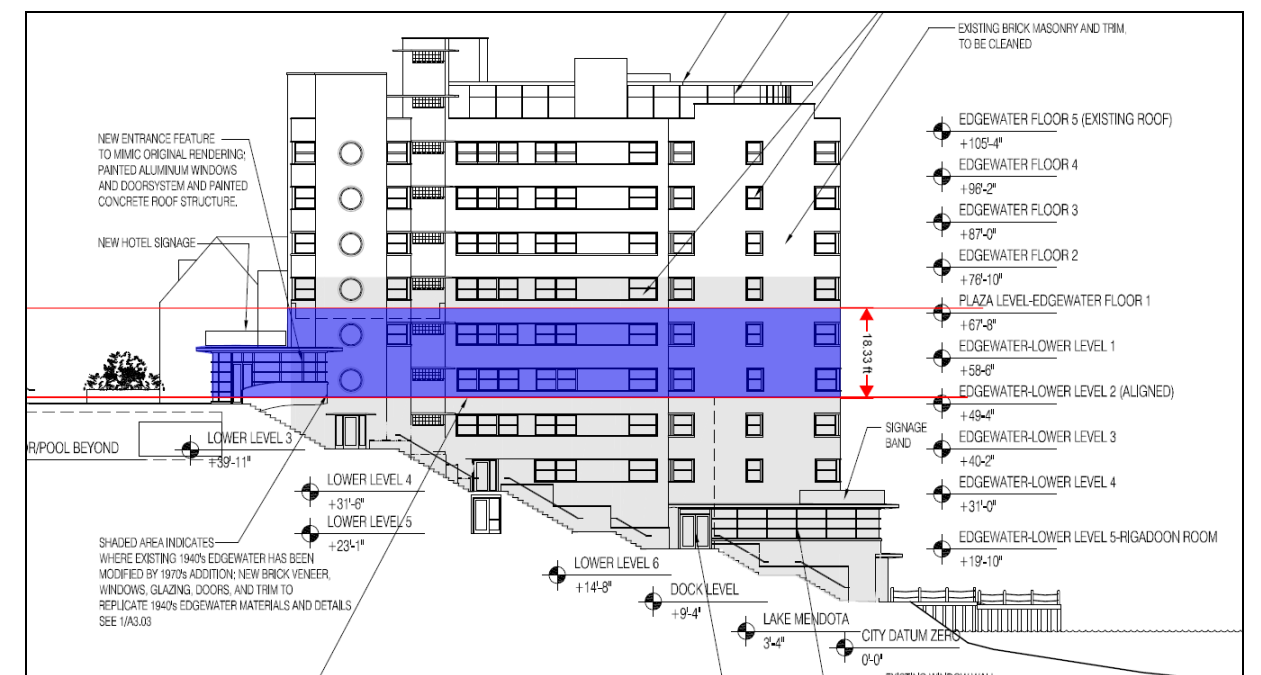 EXISTING BRICK MASONRY AND TRIM,
TO BE CLEANED
NEW ENTRANCE FEATURE
TO MIMIC ORIGINAL RENDERING;
PAINTED ALUMINUM WINDOWS
AND DOORSYSTEM AND PAINTED
CONCRETE ROOF STRUCTURE.
NEW HOTEL SIGNAGE
EDGEWATER FLOOR 5 (EXISTING ROOF)
+105'-4"
EDGEWATER FLOOR 4
+96'-2"
EDGEWATER FLOOR 3
+87'-0"
EDGEWATER FLOOR 2
+76'-10"
PLAZA LEVEL-EDGEWATER FLOOR 1
+67'-8"
EDGEWATER-LOWER LEVEL 1
+58'-6"
18.33 ft
EDGEWATER-LOWER LEVEL 2 (ALIGNED)
+49'-4"
SIGNAGE
BAND
EDGEWATER-LOWER LEVEL 3
+40'-2"
EDGEWATER-LOWER LEVEL 4
+31'-0"
EDGEWATER-LOWER LEVEL 5-RIGADOON ROOM
+19'-10"
OR/POOL BEYOND
LOWER LEVEL 3
+39'-11"
LOWER LEVEL 4
+31'-6"
LOWER LEVEL 5
+23'-1"
SHADED AREA INDICATES
WHERE EXISTING 1940's EDGEWATER HAS BEEN
MODIFIED BY 1970's ADDITION; NEW BRICK VENEER,
WINDOWS, GLAZING, DOORS, AND TRIM TO
REPLICATE 1940's EDGEWATER MATERIALS AND DETAILS
SEE 1/A3.03
LOWER LEVEL 6
+14'-8"
DOCK LEVEL
+9'-4"
LAKE MENDOTA
3'-4"
CITY DATUM ZERO
0'-0"